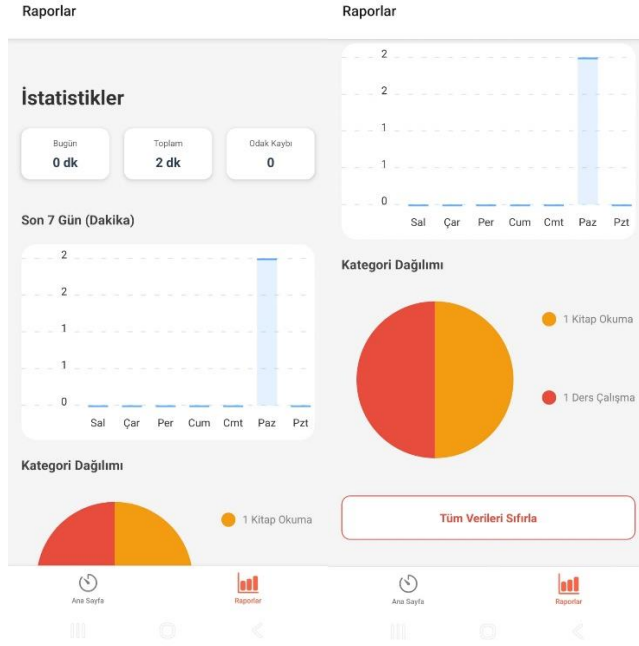 Raporlar
İstatistikler
Bugün
0 dk
Toplam
2 dk
Odak Kaybı
0
Son 7 Gün (Dakika)
2
2
1
1
0
Sal Çar Per Cum Cmt Paz Pzt
Kategori Dağılımı
1 Kitap Okuma
Ana Sayfa
Raporlar
Raporlar
2
2
1
1
0
Sal Çar Per Cum Cmt Paz Pzt
Kategori Dağılımı
1 Kitap Okuma
1 Ders Çalışma
Tüm Verileri Sıfırla
Ana Sayfa
Raporlar